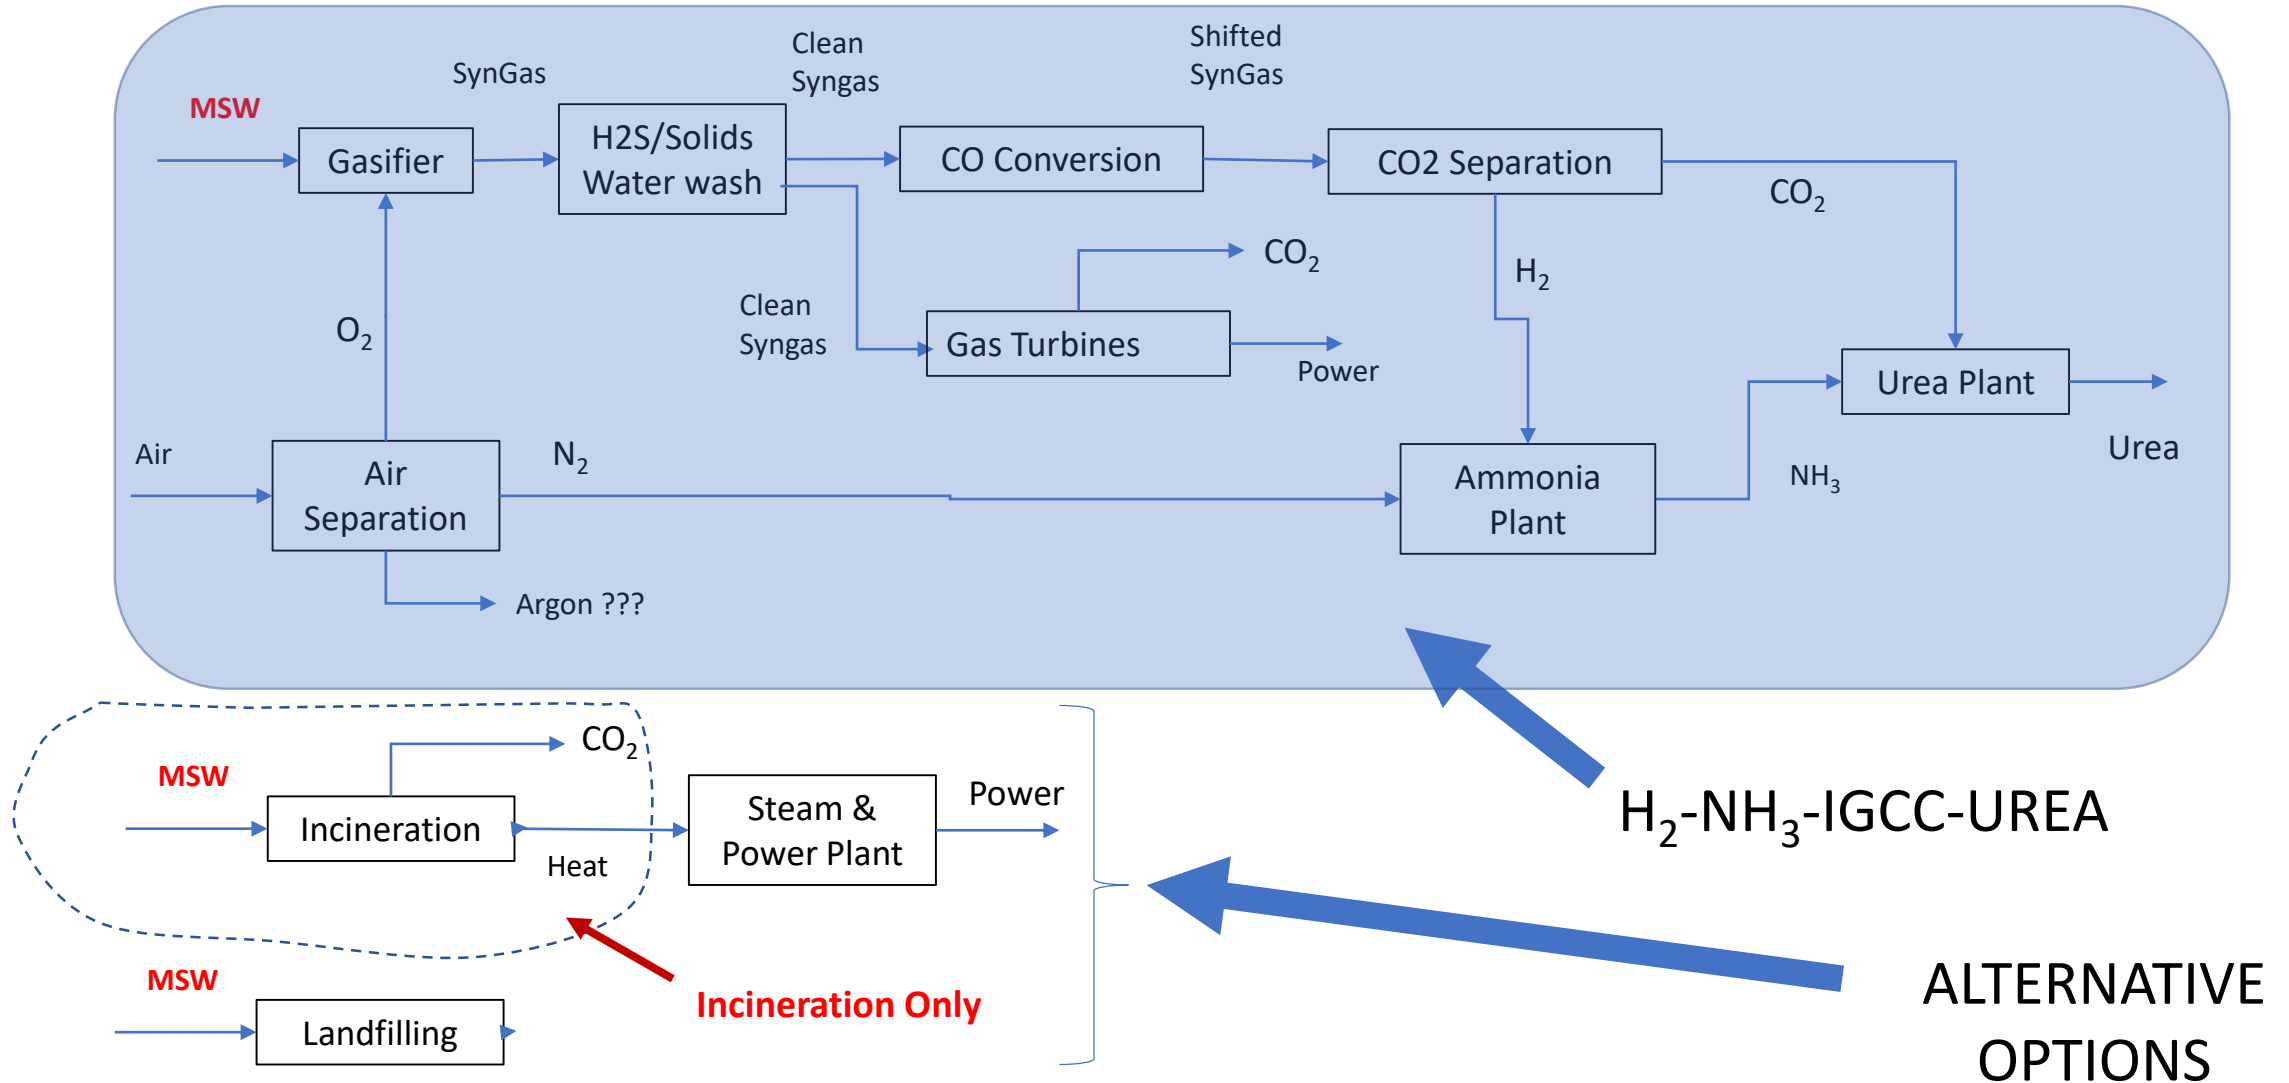 Clean
Syngas
Shifted
SynGas
SynGas
MSW
Gasifier
H2S/Solids
Water wash
CO Conversion
CO2 Separation
CO₂
CO₂
H₂
Clean
Syngas
O₂
Gas Turbines
Power
Urea Plant
Urea
Air
Air
Separation
N₂
Ammonia
Plant
NH₃
Argon ???
CO₂
MSW
Incineration
Heat
Steam &
Power Plant
Power
H₂-NH₃-IGCC-UREA
MSW
Landfilling
Incineration Only
ALTERNATIVE
OPTIONS